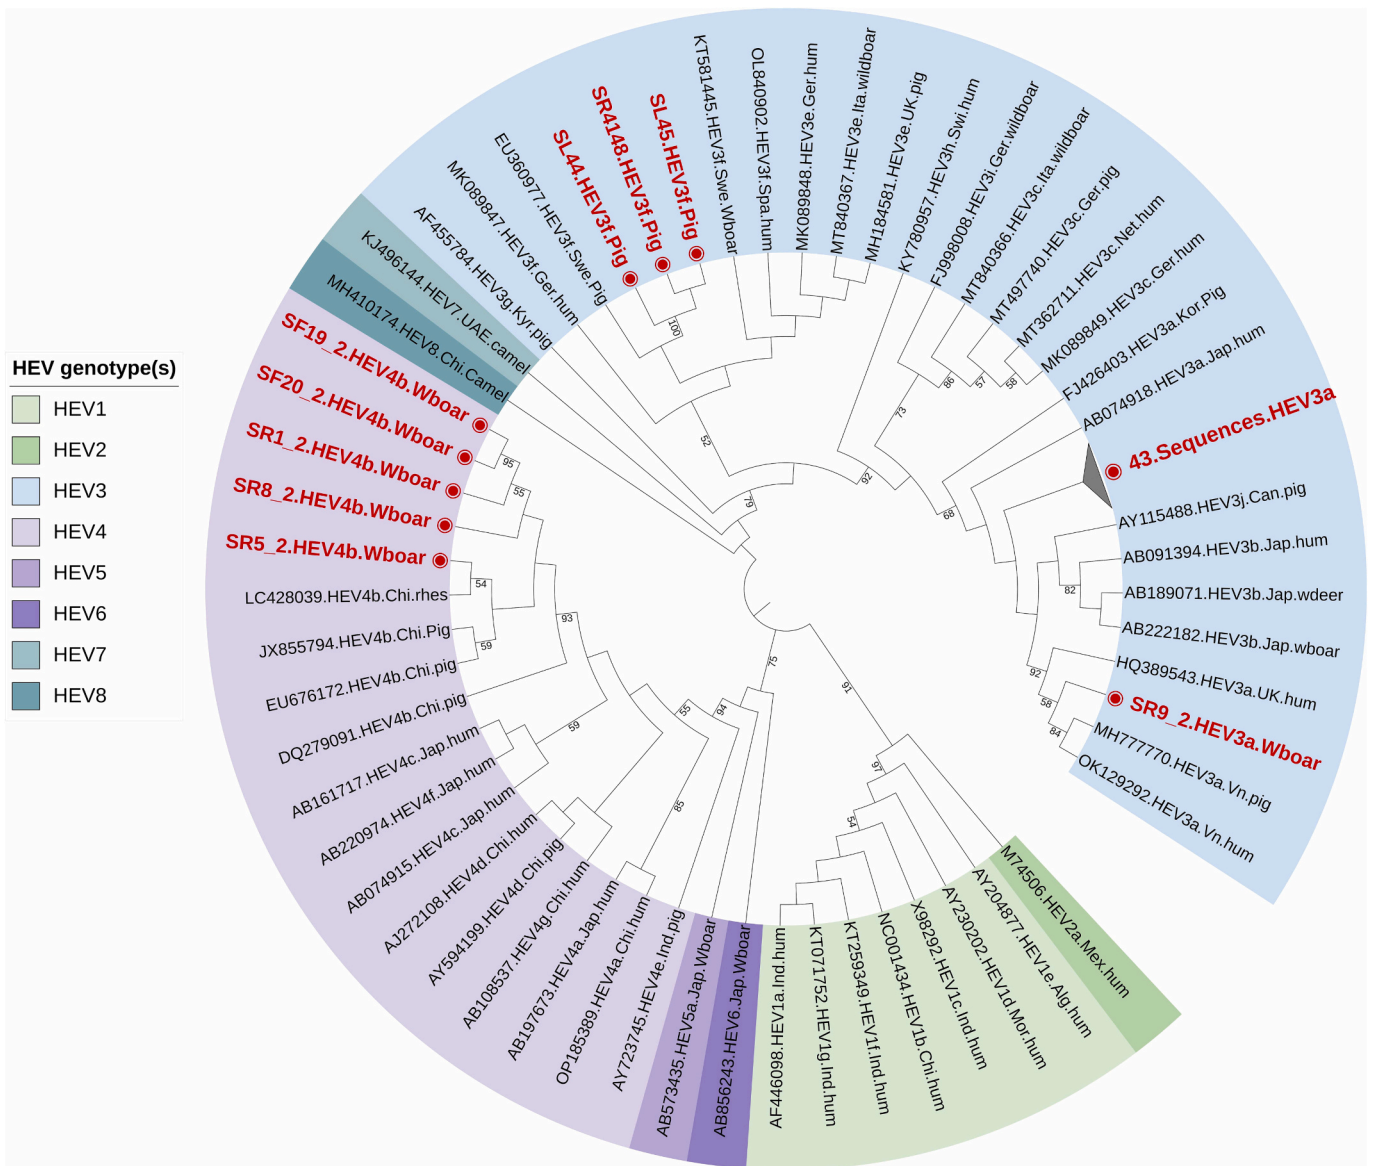 HEV genotype(s)
HEV1
HEV2
HEV3
HEV4
HEV5
HEV6
HEV7
HEV8
MH410174.HEV8.Chi.Camel
KJ496144.HEV7.UAE.camel
AF455784.HEV3g.Kyr.pig
MK089847.HEV3f.Ger.hum
EU360977.HEV3f.Swe.Pig
SL44.HEV3f.Pig
SR4148.HEV3f.Pig
SL45.HEV3f.Pig
KT581445.HEV3f.Swe.Wboar
OL840902.HEV3f.Spa.hum
MK089848.HEV3e.Ger.hum
MT840367.HEV3e.Ita.wildboar
MH184581.HEV3e.UK.pig
KY780957.HEV3h.Swi.hum
FJ998008.HEV3i.Ger.wildboar
MT840366.HEV3c.Ita.wildboar
MT497740.HEV3c.Ger.pig
MT362711.HEV3c.Net.hum
MK089849.HEV3c.Ger.hum
FJ426403.HEV3a.Kor.Pig
AB074918.HEV3a.Jap.hum
43.Sequences.HEV3a
AY115488.HEV3j.Can.pig
AB091394.HEV3b.Jap.hum
AB189071.HEV3b.Jap.wdeer
AB222182.HEV3b.Jap.wboar
HQ389543.HEV3a.UK.hum
SR9_2.HEV3a.Wboar
MH777770.HEV3a.Vn.pig
OK129292.HEV3a.Vn.hum
M74506.HEV2a.Mex.hum
AY204877.HEV1e.Alg.hum
AY230202.HEV1d.Mor.hum
X98292.HEV1c.Ind.hum
NC001434.HEV1b.Chi.hum
KT259349.HEV1f.Ind.hum
KT071752.HEV1g.Ind.hum
AF446098.HEV1a.Ind.hum
AB856243.HEV6.Jap.Wboar
AB573435.HEV5a.Jap.Wboar
AY723745.HEV4e.Ind.pig
OP185389.HEV4a.Chi.hum
AB197673.HEV4a.Jap.hum
AB108537.HEV4g.Chi.hum
AY594199.HEV4d.Chi.pig
AJ272108.HEV4d.Chi.hum
AB074915.HEV4c.Jap.hum
AB220974.HEV4f.Jap.hum
AB161717.HEV4c.Jap.hum
DQ279091.HEV4b.Chi.pig
EU676172.HEV4b.Chi.pig
JX855794.HEV4b.Chi.Pig
LC428039.HEV4b.Chi.rhes
SR5_2.HEV4b.Wboar
SR8_2.HEV4b.Wboar
SR1_2.HEV4b.Wboar
SF20_2.HEV4b.Wboar
SF19_2.HEV4b.Wboar
100
52
79
92
73
86
57
58
68
82
92
58
84
91
97
54
75
94
55
85
59
93
59
54
55
95